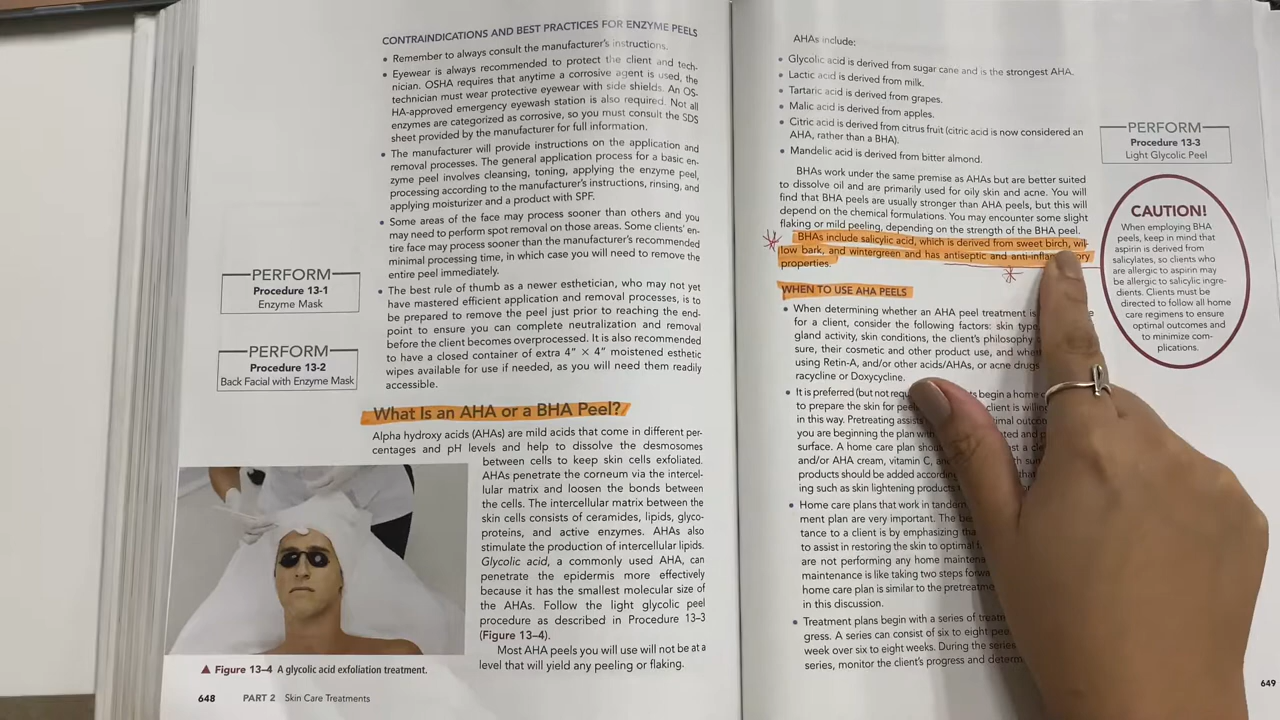 CONTRAINDICATIONS AND BEST PRACTICES FOR ENZYME PEELS
• Remember to always consult the manufacturer's instructions.
• Eyewear is always recommended to protect the client and tech-
nician. OSHA requires that anytime a corrosive agent is used, the
technician must wear protective eyewear with side shields. An OS-
HA-approved emergency eyewash station is also required. Not all
enzymes are categorized as corrosive, so you must consult the SDS
sheet provided by the manufacturer for full information.
• The manufacturer will provide instructions on the application and
removal processes. The general application process for a basic en-
zyme peel involves cleansing, toning, applying the enzyme peel,
processing according to the manufacturer's instructions, rinsing, and
applying moisturizer and a product with SPF.
• Some areas of the face may process sooner than others and you
may need to perform spot removal on those areas. Some clients' en-
tire face may process sooner than the manufacturer's recommended
minimal processing time, in which case you will need to remove the
entire peel immediately.
• The best rule of thumb as a newer esthetician, who may not yet
have mastered efficient application and removal processes, is to
be prepared to remove the peel just prior to reaching the end-
point to ensure you can complete neutralization and removal
before the client becomes overprocessed. It is also recommended
to have a closed container of extra 4" × 4" moistened esthetic
wipes available for use if needed, as you will need them readily
accessible.
PERFORM
Procedure 13-1
Enzyme Mask
PERFORM
Procedure 13-2
Back Facial with Enzyme Mask
What Is an AHA or a BHA Peel?
Alpha hydroxy acids (AHAs) are mild acids that come in different per-
centages and pH levels and help to dissolve the desmosomes
between cells to keep skin cells exfoliated.
AHAs penetrate the corneum via the intercel-
lular matrix and loosen the bonds between
the cells. The intercellular matrix between the
skin cells consists of ceramides, lipids, glyco-
proteins, and active enzymes. AHAs also
stimulate the production of intercellular lipids.
Glycolic acid, a commonly used AHA, can
penetrate the epidermis more effectively
because it has the smallest molecular size of
the AHAs. Follow the light glycolic peel
procedure as described in Procedure 13–3
(Figure 13–4).
Most AHA peels you will use will not be at a
level that will yield any peeling or flaking.
▲ Figure 13–4 A glycolic acid exfoliation treatment.
648 PART 2 Skin Care Treatments
AHAs include:
• Glycolic acid is derived from sugar cane and is the strongest AHA.
• Lactic acid is derived from milk.
• Tartaric acid is derived from grapes.
• Malic acid is derived from apples.
• Citric acid is derived from citrus fruit (citric acid is now considered an
AHA, rather than a BHA).
• Mandelic acid is derived from bitter almond.
BHAs work under the same premise as AHAs but are better suited
to dissolve oil and are primarily used for oily skin and acne. You will
find that BHA peels are usually stronger than AHA peels, but this will
depend on the chemical formulations. You may encounter some slight
flaking or mild peeling, depending on the strength of the BHA peel.
BHAs include salicylic acid, which is derived from sweet birch, wil-
low bark, and wintergreen and has antiseptic and anti-inflammatory
properties.
WHEN TO USE AHA PEELS
• When determining whether an AHA peel treatment is
for a client, consider the following factors: skin type
gland activity, skin conditions, the client's philosophy
sure, their cosmetic and other product use, and
using Retin-A, and/or other acids/AHAs, or acne drugs
racycline or Doxycycline.
• It is preferred (but not begin a home
to prepare the skin for client is
in this way. Pretreating
you are beginning the plan and
surface. A home care plan
and/or AHA cream, vitamin C,
products should be added
ing such as skin lightening
• Home care plans that work in tandem
ment plan are very important. The
tance to a client is by emphasizing
to assist in restoring the skin to optimal
are not performing any home
maintenance is like taking two steps
home care plan is similar to the
in this discussion.
• Treatment plans begin with a series of
gress. A series can consist of six to eight
week over six to eight weeks. During the
series, monitor the client's progress and
PERFORM
Procedure 13-3
Light Glycolic Peel
CAUTION!
When employing BHA
peels, keep in mind that
aspirin is derived from
salicylates, so clients
who are allergic to aspirin may
be allergic to salicylic ingre-
dients. Clients must be
directed to follow all home
care regimens to ensure
optimal outcomes and
to minimize com-
plications.
649